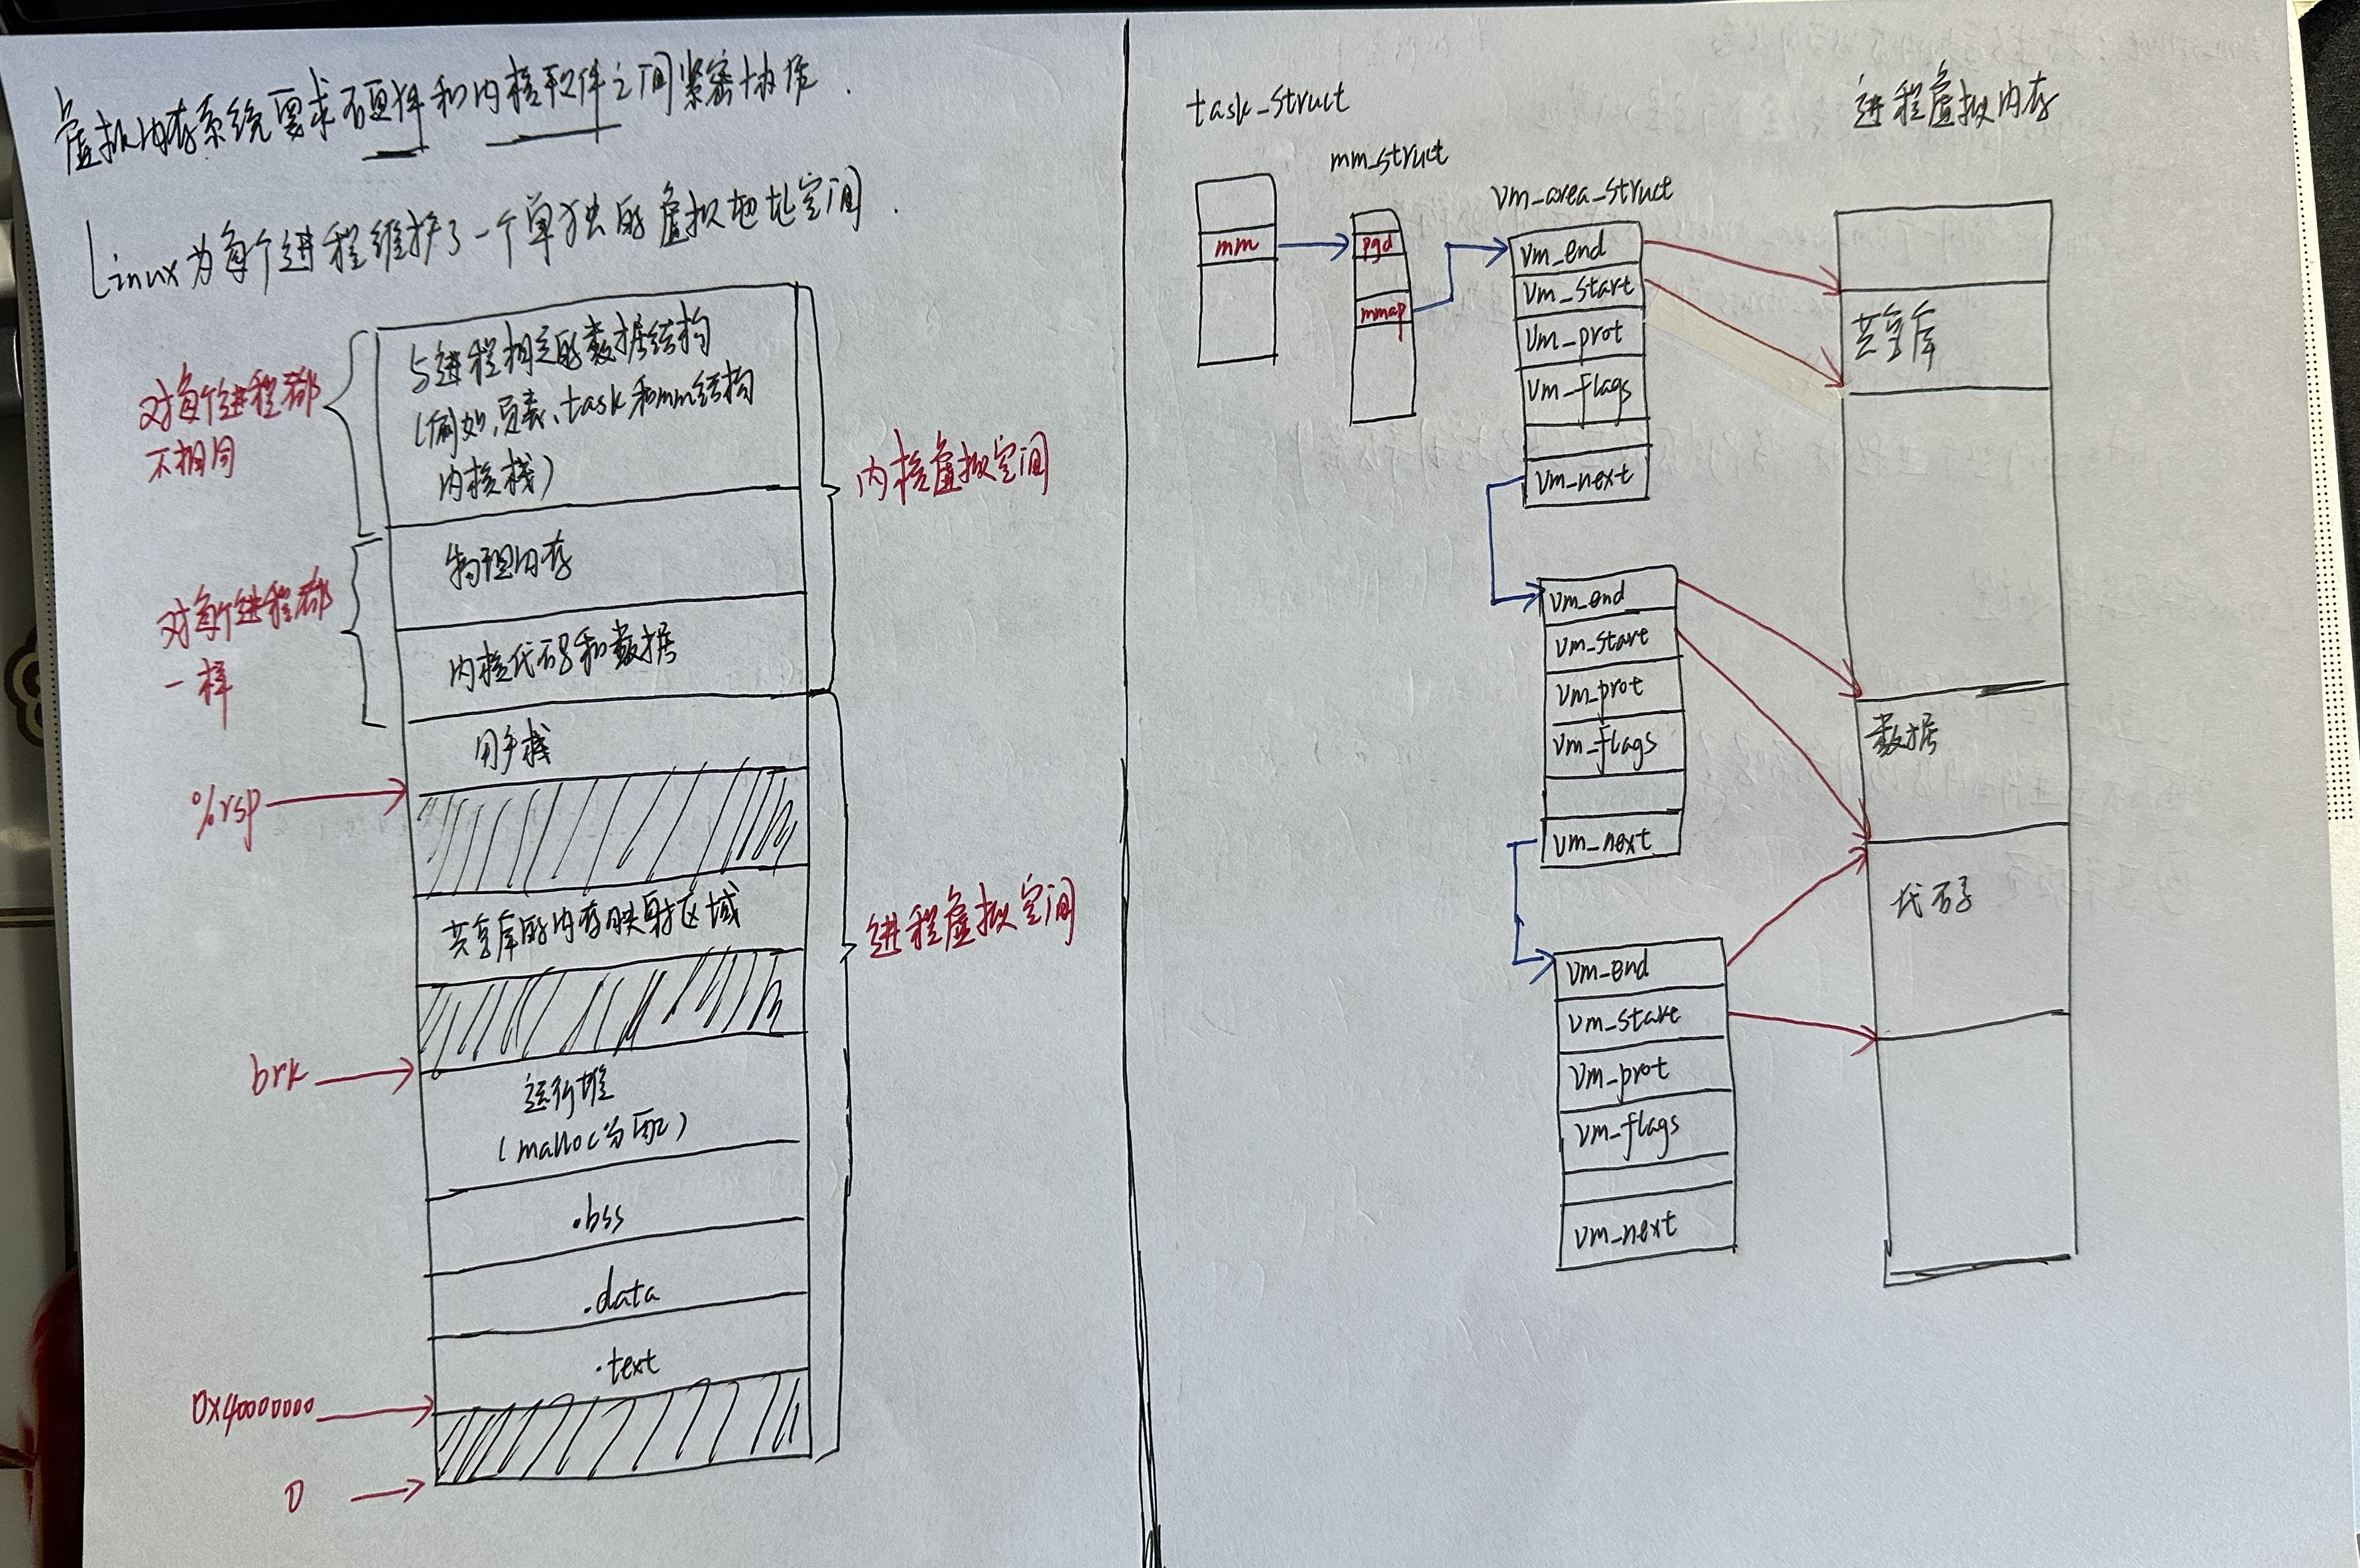 虚拟内存系统要求硬件和内核软件之间紧密协作.
Linux为每个进程维护了一个单独的虚拟地址空间.
对每个进程都
不相同
与进程相关的数据结构
(例如,页表、task和mm结构
内核栈)
内核虚拟空间
对每个进程都
一样
物理内存
内核代码和数据
用户栈
%rsp
共享库的内存映射区域
进程虚拟空间
brk
运行堆
(malloc分配)
.bss
.data
.text
0x40000000
0
task_struct
mm
mm_struct
pgd
mmap
vm_area_struct
vm_end
vm_start
vm_prot
vm_flags
vm_next
vm_end
vm_start
vm_prot
vm_flags
vm_next
vm_end
vm_start
vm_prot
vm_flags
vm_next
进程虚拟内存
共享库
数据
代码